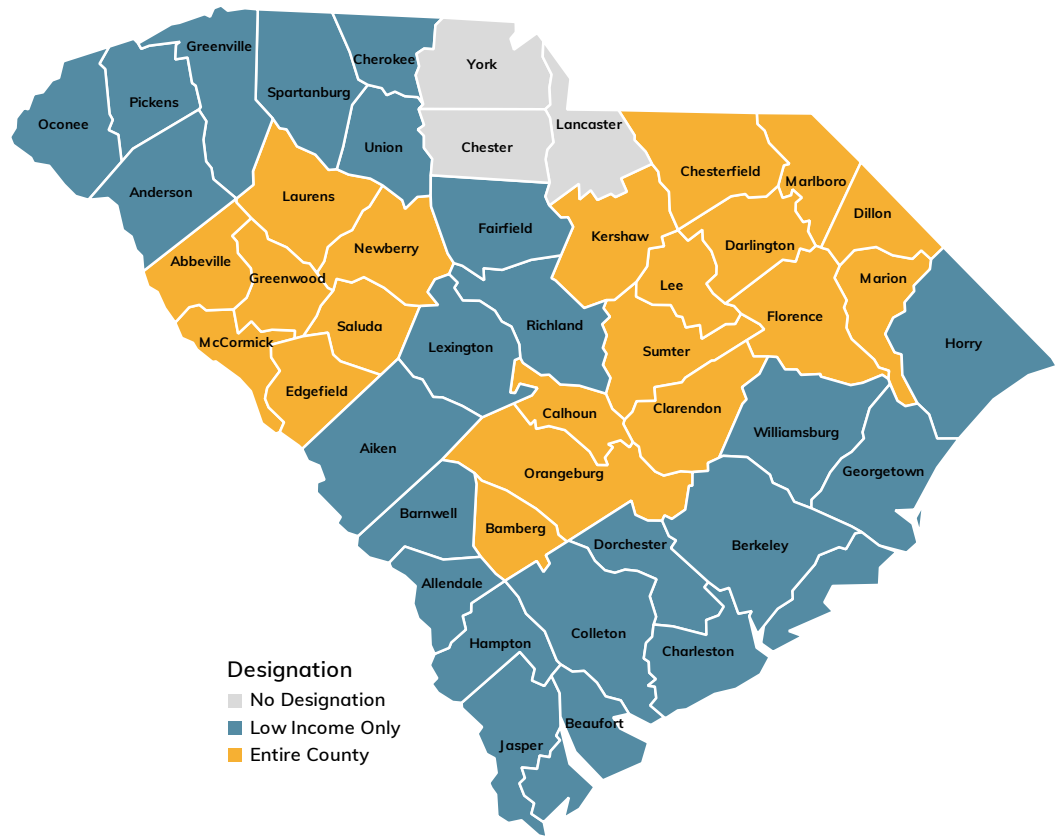 Greenville
Cherokee
York
Spartanburg
Pickens
Oconee
Lancaster
Union
Chester
Chesterfield
Marlboro
Anderson
Laurens
Dillon
Fairfield
Kershaw
Darlington
Newberry
Abbeville
Greenwood
Marion
Lee
Florence
Saluda
Richland
McCormick
Lexington
Sumter
Horry
Edgefield
Calhoun
Clarendon
Williamsburg
Aiken
Georgetown
Orangeburg
Barnwell
Bamberg
Dorchester
Berkeley
Allendale
Colleton
Hampton
Charleston
Designation
No Designation
Low Income Only
Entire County
Beaufort
Jasper